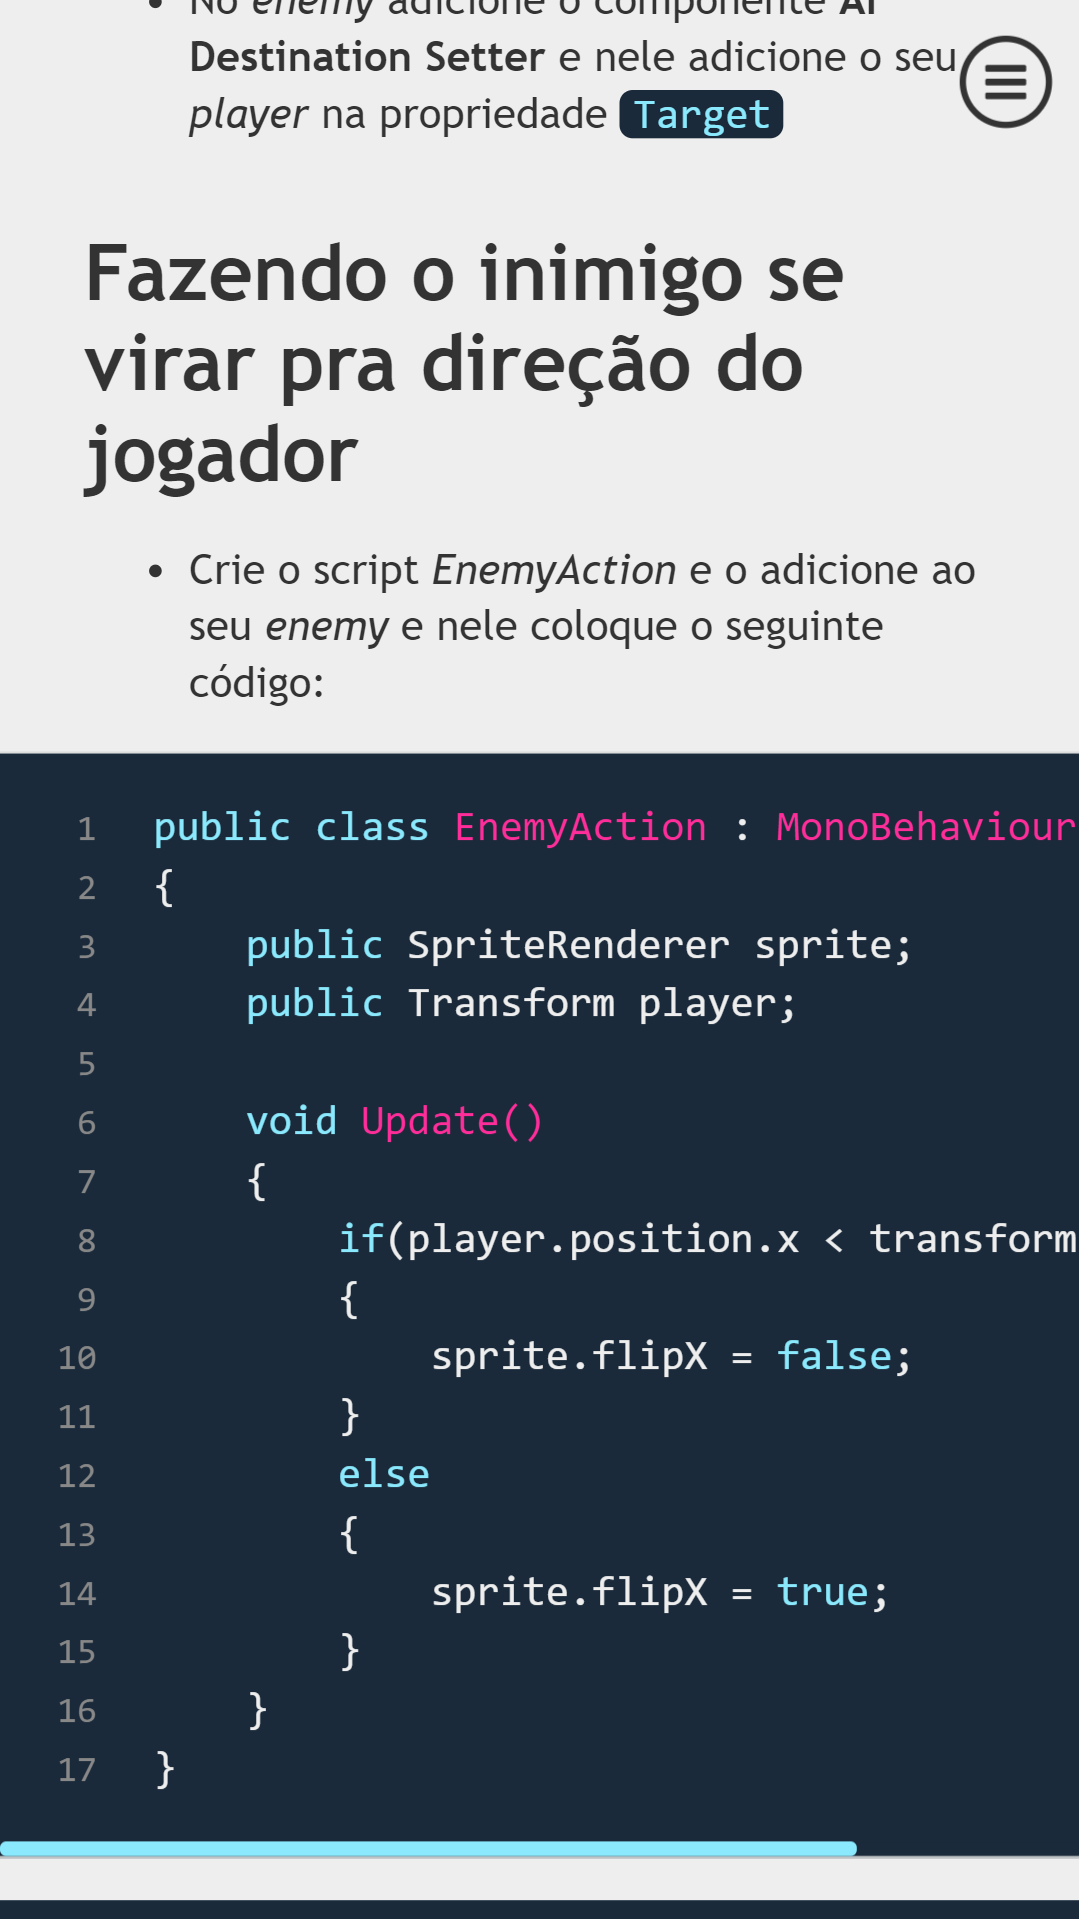 No enemy adicione o componente AI
Destination Setter e nele adicione o seu
player na propriedade Target
Fazendo o inimigo se
virar pra direção do
jogador
Crie o script EnemyAction e o adicione ao
seu enemy e nele coloque o seguinte
código:
1 public class EnemyAction : MonoBehaviour
2 {
3 public SpriteRenderer sprite;
4 public Transform player;
5
6 void Update()
7 {
8 if(player.position.x < transform
9 {
10 sprite.flipX = false;
11 }
12 else
13 {
14 sprite.flipX = true;
15 }
16 }
17 }